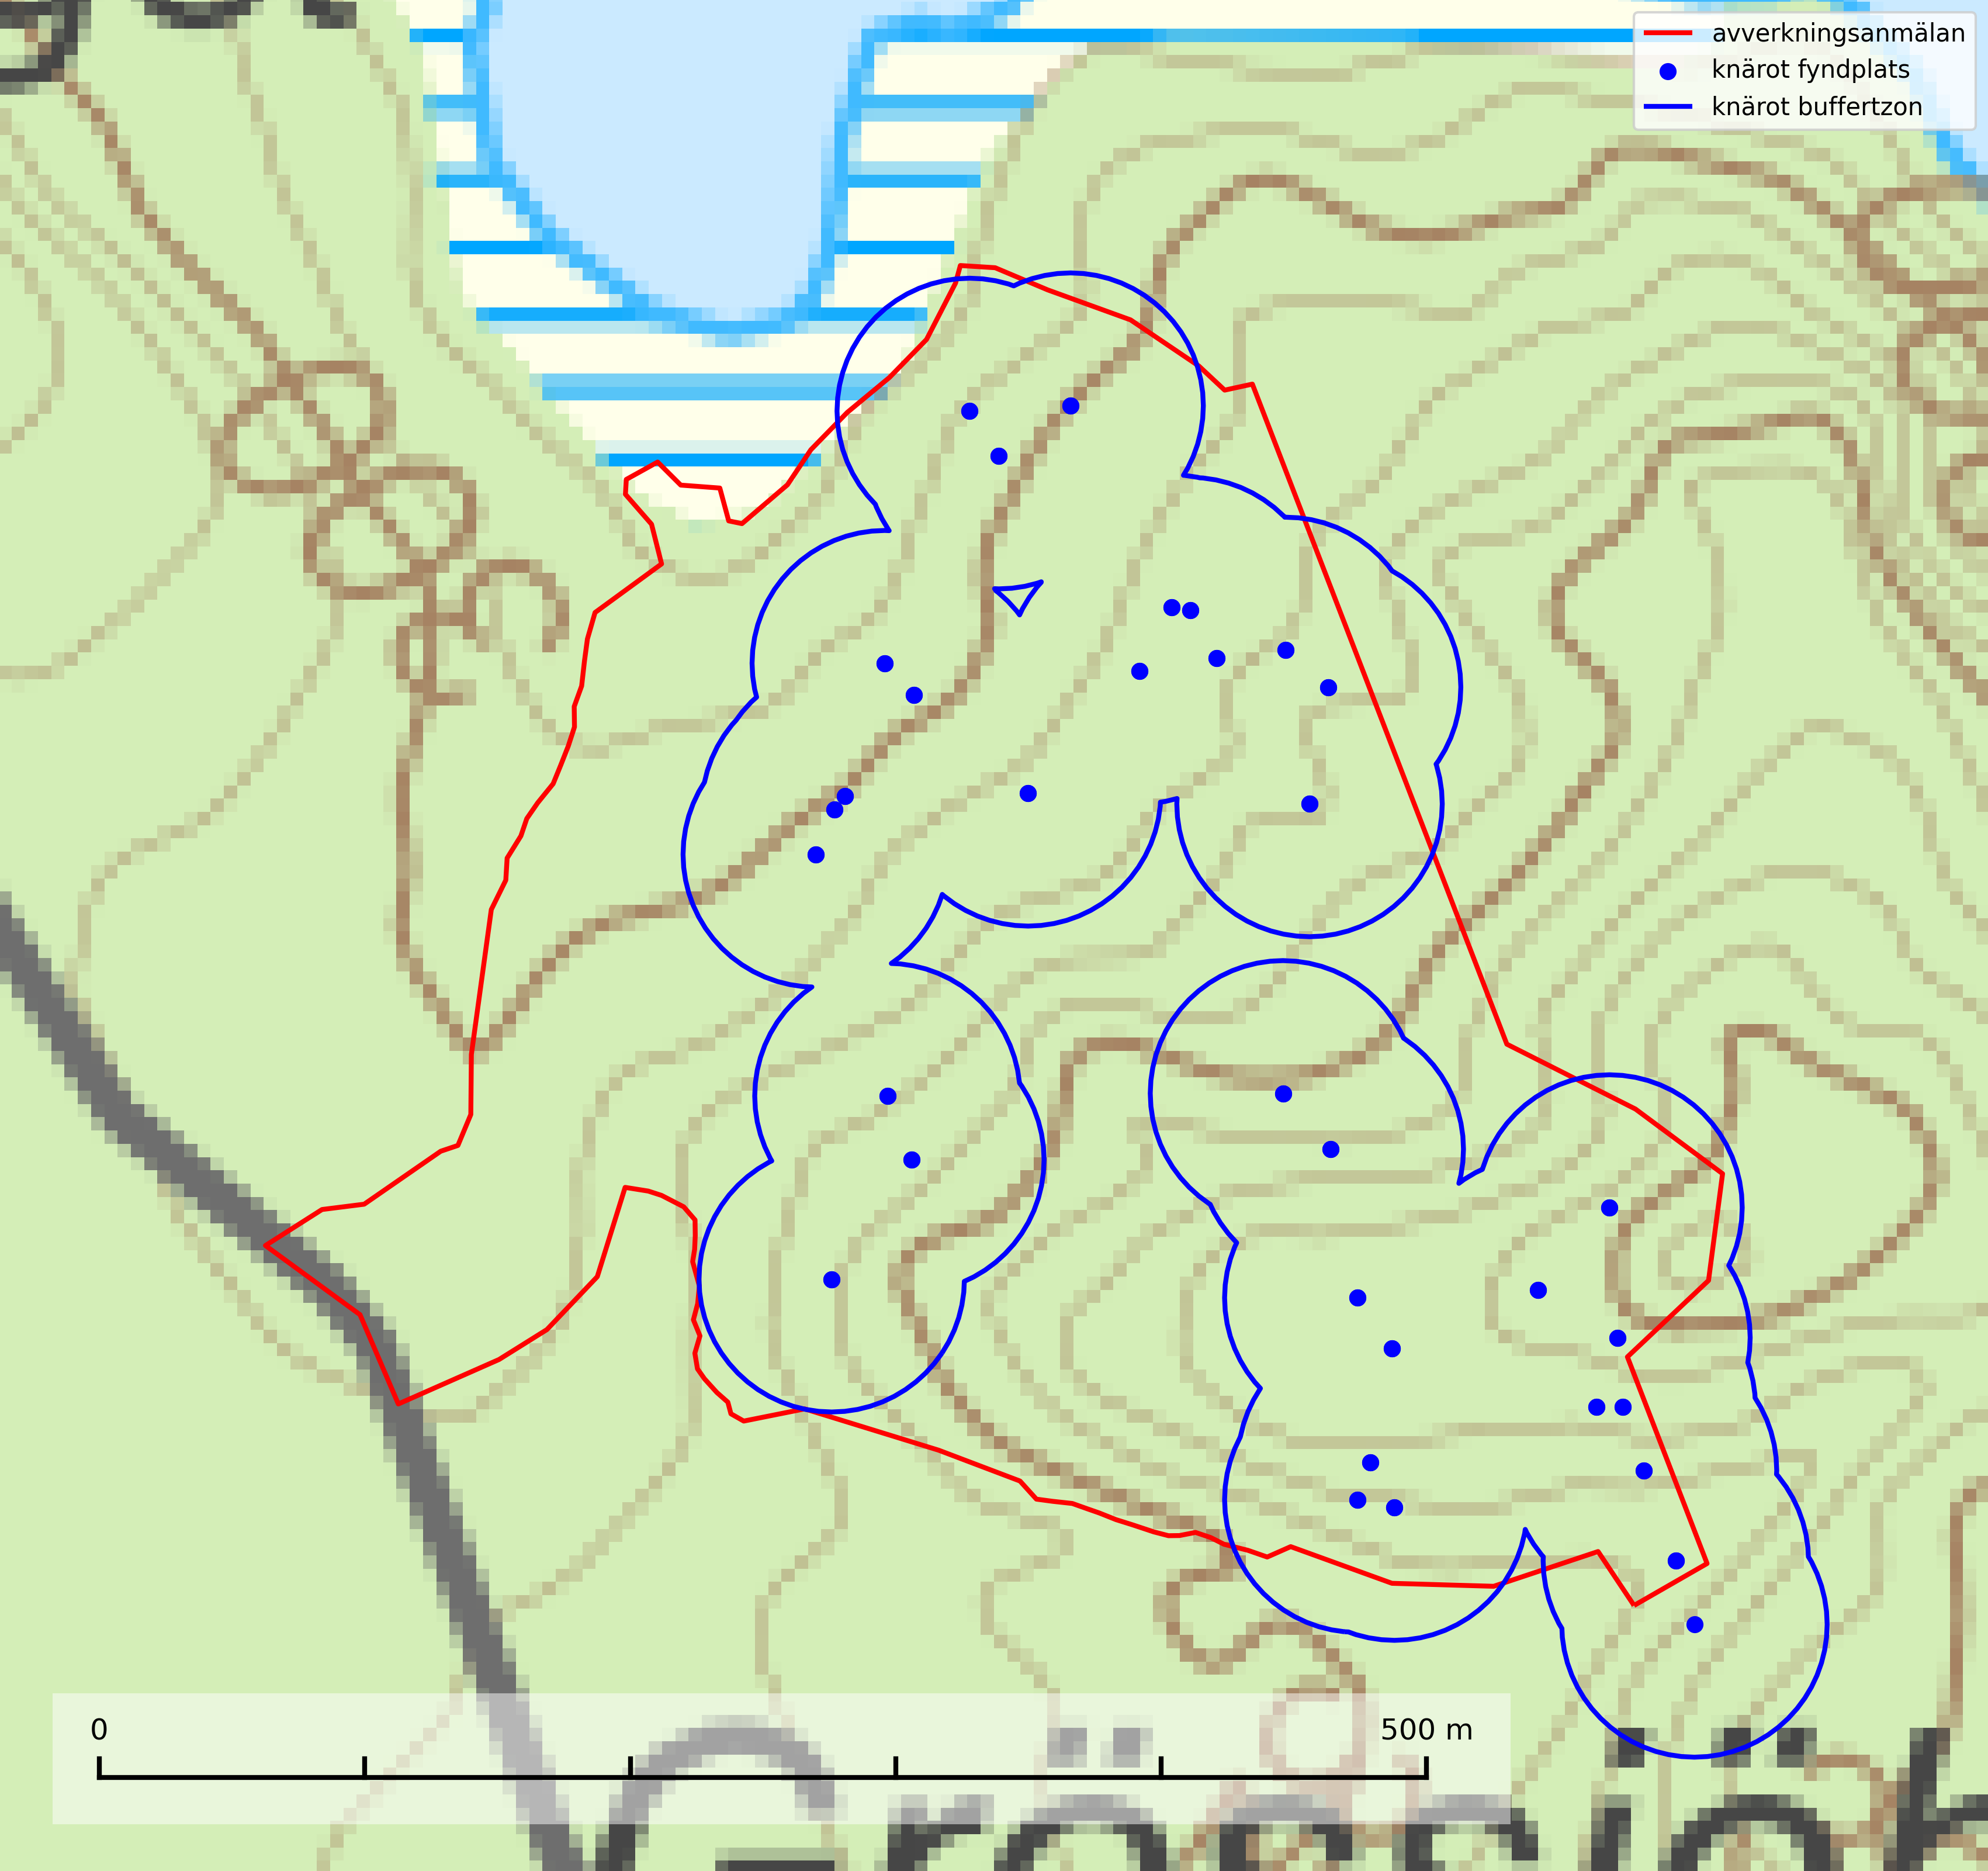 avverkningsanmälan
knärot fyndplats
knärot buffertzon
0
500 m